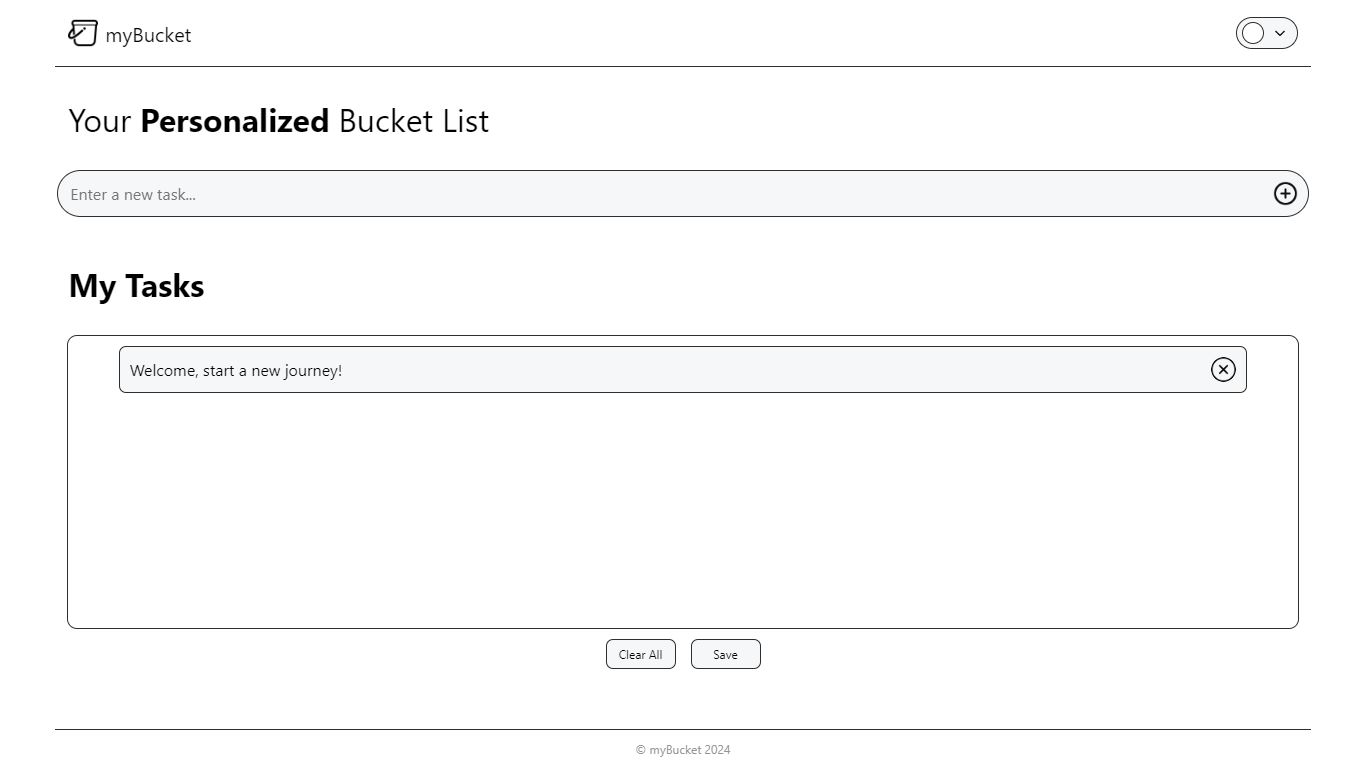 myBucket
Your Personalized Bucket List
Enter a new task...
My Tasks
Welcome, start a new journey!
Clear All
Save
© myBucket 2024